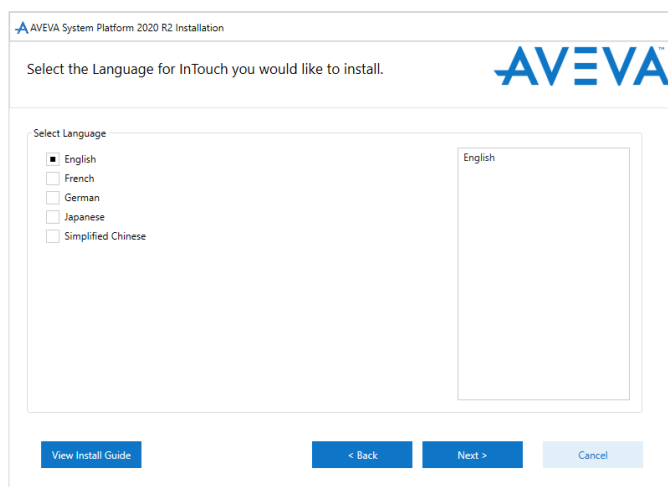 AVEVA System Platform 2020 R2 Installation
Select the Language for InTouch you would like to install.
AVEVA™
Select Language
English
French
German
Japanese
Simplified Chinese
English
View Install Guide
< Back
Next >
Cancel